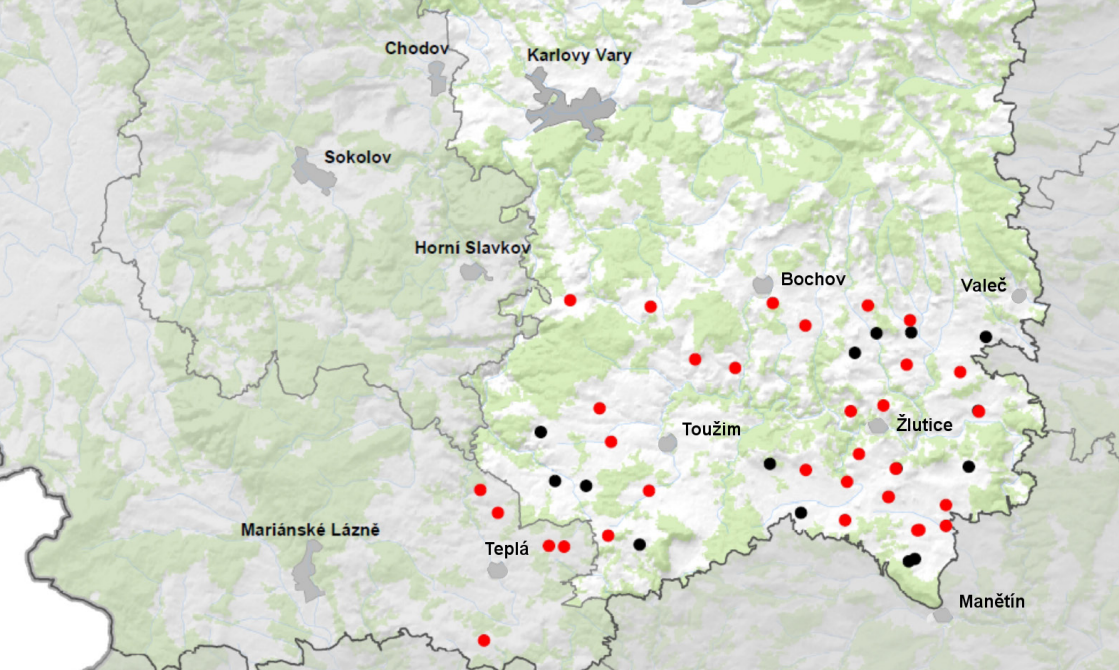 Chodov
Karlovy Vary
Sokolov
Horní Slavkov
Bochov
Valeč
Toužim
Žlutice
Mariánské Lázně
Teplá
Manětín